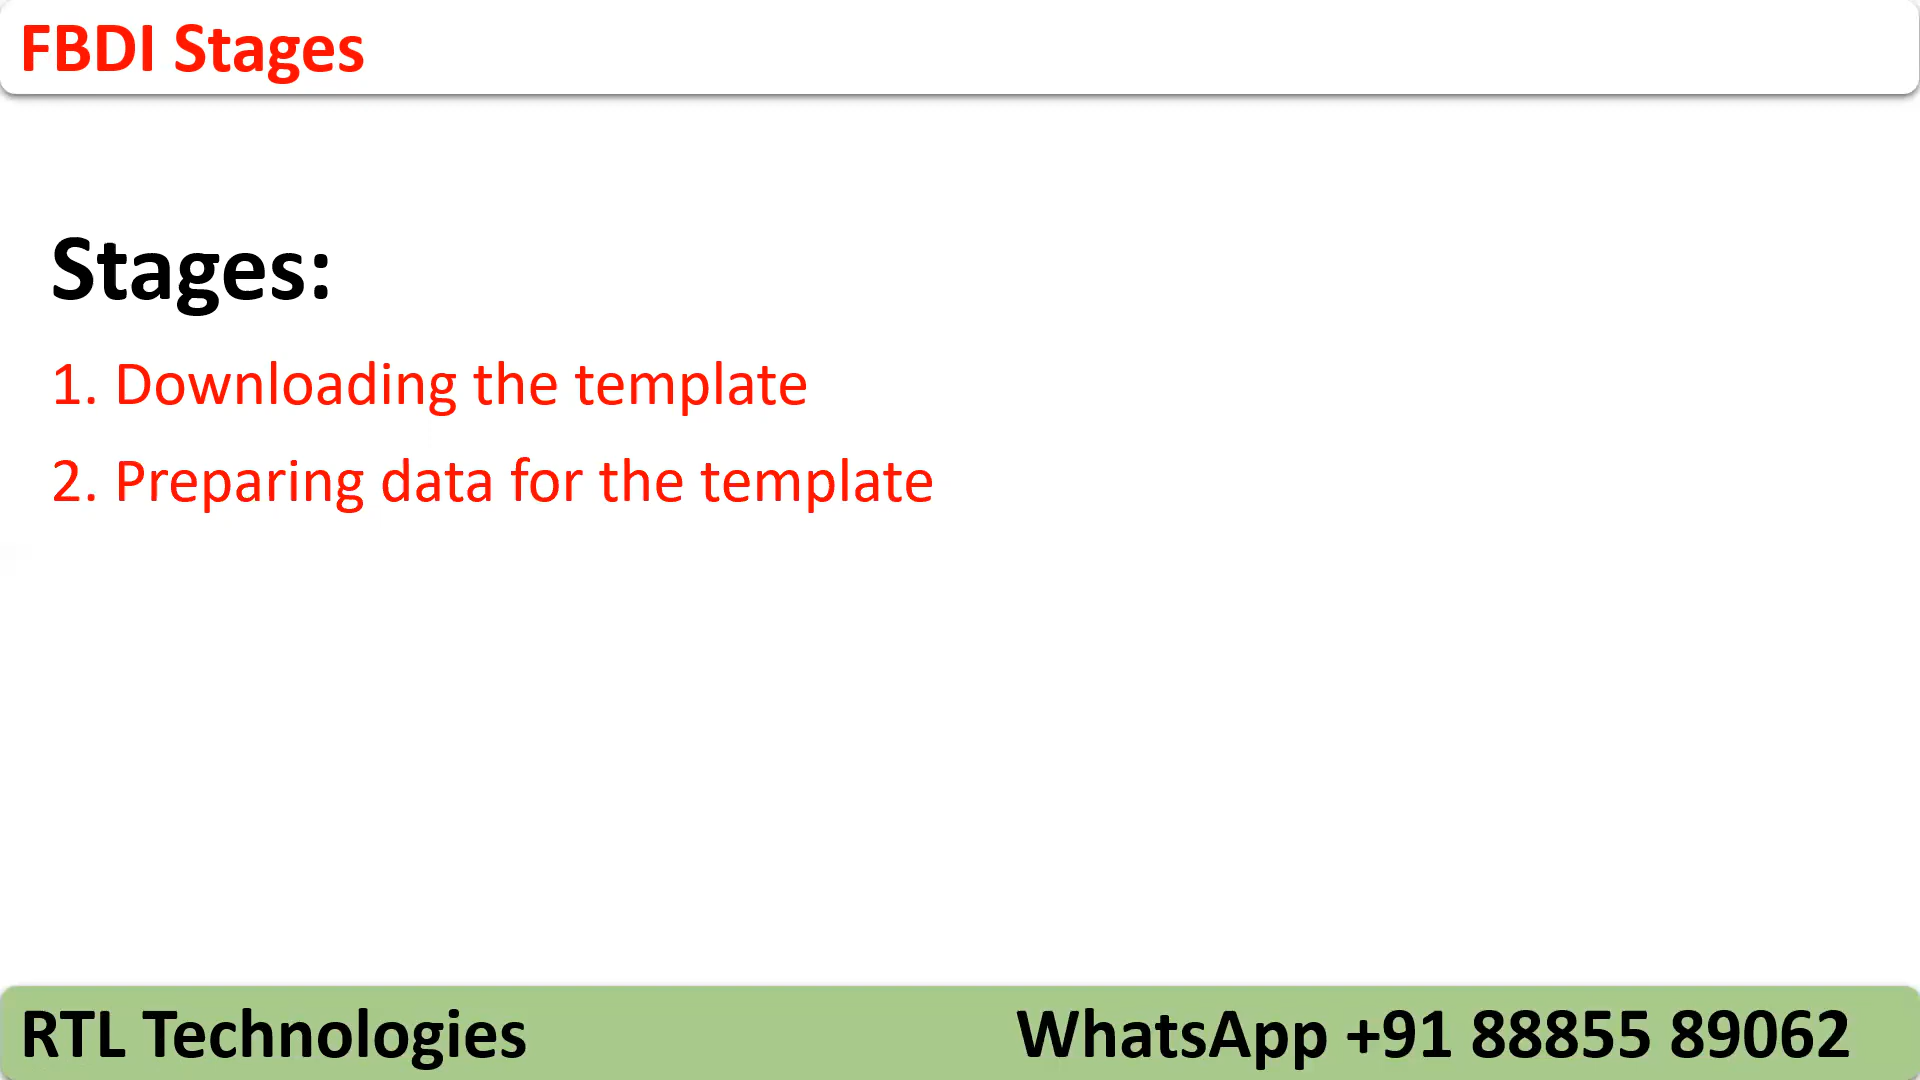 FBDI Stages
Stages:
1. Downloading the template
2. Preparing data for the template
RTL Technologies
WhatsApp +91 88855 89062